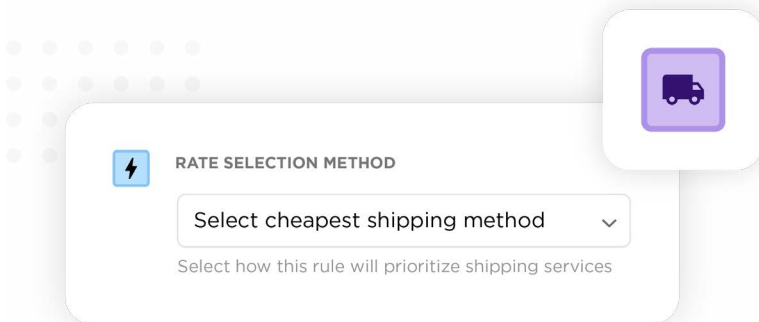 RATE SELECTION METHOD
Select cheapest shipping method
Select how this rule will prioritize shipping services